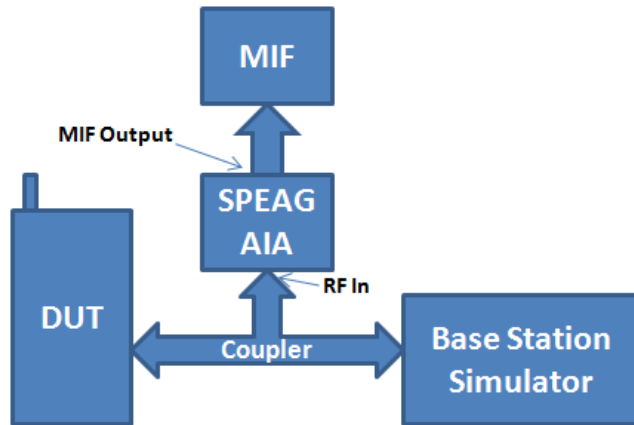 MIF
MIF Output
SPEAG
AIA
RF In
DUT
Coupler
Base Station
Simulator